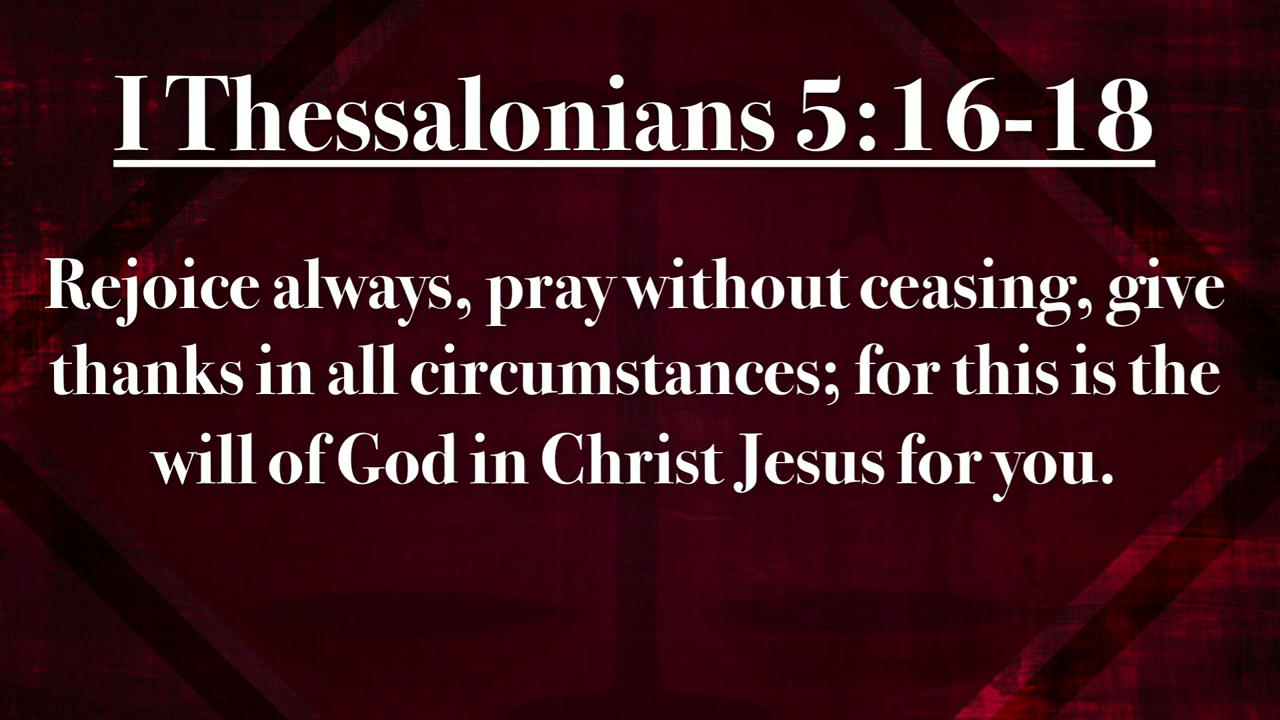 I Thessalonians 5:16-18
Rejoice always, pray without ceasing, give
thanks in all circumstances; for this is the
will of God in Christ Jesus for you.